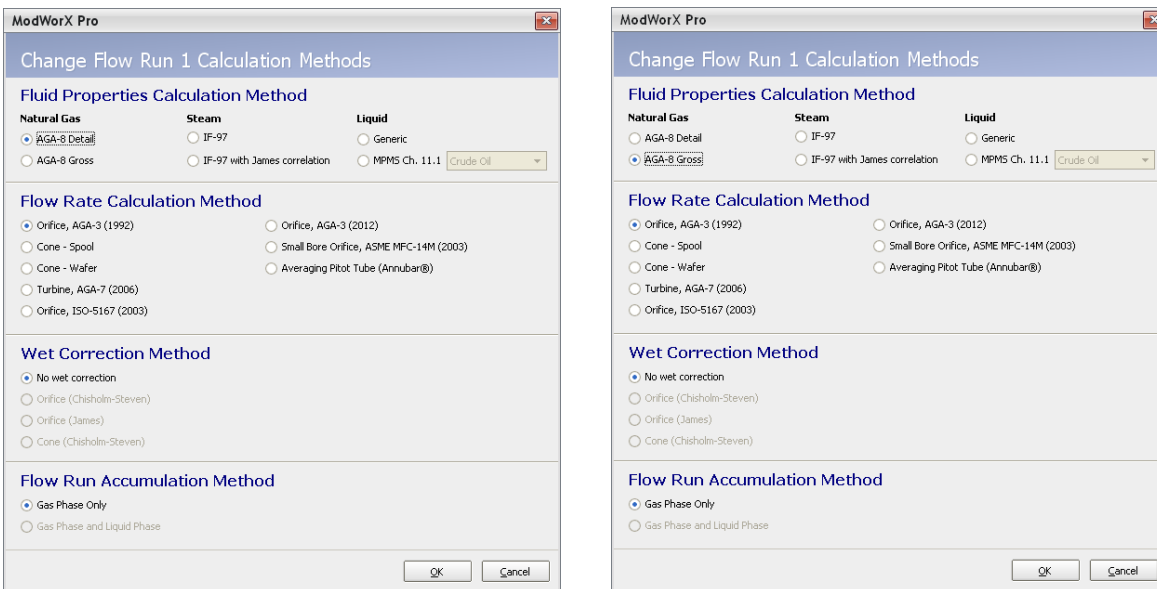 ModWorX Pro
Change Flow Run 1 Calculation Methods
Fluid Properties Calculation Method
Natural Gas Steam Liquid
AGA-8 Detail IF-97 Generic
AGA-8 Gross IF-97 with James correlation MPMS Ch. 11.1 Crude Oil
Flow Rate Calculation Method
Orifice, AGA-3 (1992) Orifice, AGA-3 (2012)
Cone - Spool Small Bore Orifice, ASME MFC-14M (2003)
Cone - Wafer Averaging Pitot Tube (Annubar®)
Turbine, AGA-7 (2006)
Orifice, ISO-5167 (2003)
Wet Correction Method
No wet correction
Orifice (Chisholm-Steven)
Orifice (James)
Cone (Chisholm-Steven)
Flow Run Accumulation Method
Gas Phase Only
Gas Phase and Liquid Phase
OK Cancel
ModWorX Pro
Change Flow Run 1 Calculation Methods
Fluid Properties Calculation Method
Natural Gas Steam Liquid
AGA-8 Detail IF-97 Generic
AGA-8 Gross IF-97 with James correlation MPMS Ch. 11.1 Crude Oil
Flow Rate Calculation Method
Orifice, AGA-3 (1992) Orifice, AGA-3 (2012)
Cone - Spool Small Bore Orifice, ASME MFC-14M (2003)
Cone - Wafer Averaging Pitot Tube (Annubar®)
Turbine, AGA-7 (2006)
Orifice, ISO-5167 (2003)
Wet Correction Method
No wet correction
Orifice (Chisholm-Steven)
Orifice (James)
Cone (Chisholm-Steven)
Flow Run Accumulation Method
Gas Phase Only
Gas Phase and Liquid Phase
OK Cancel